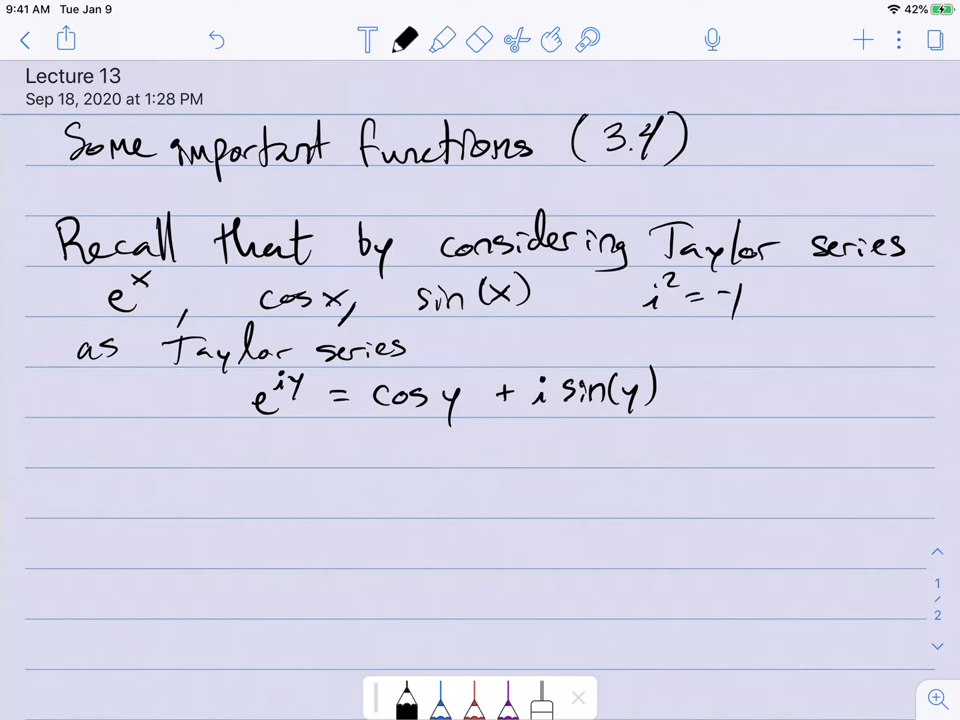 9:41 AM Tue Jan 9 42%
Lecture 13
Sep 18, 2020 at 1:28 PM
Some important functions (3.4)
Recall that by considering Taylor series
e^x, cos x, sin(x) i^2 = -1
as Taylor series
e^{iy} = cos y + i sin(y)
1
/
2